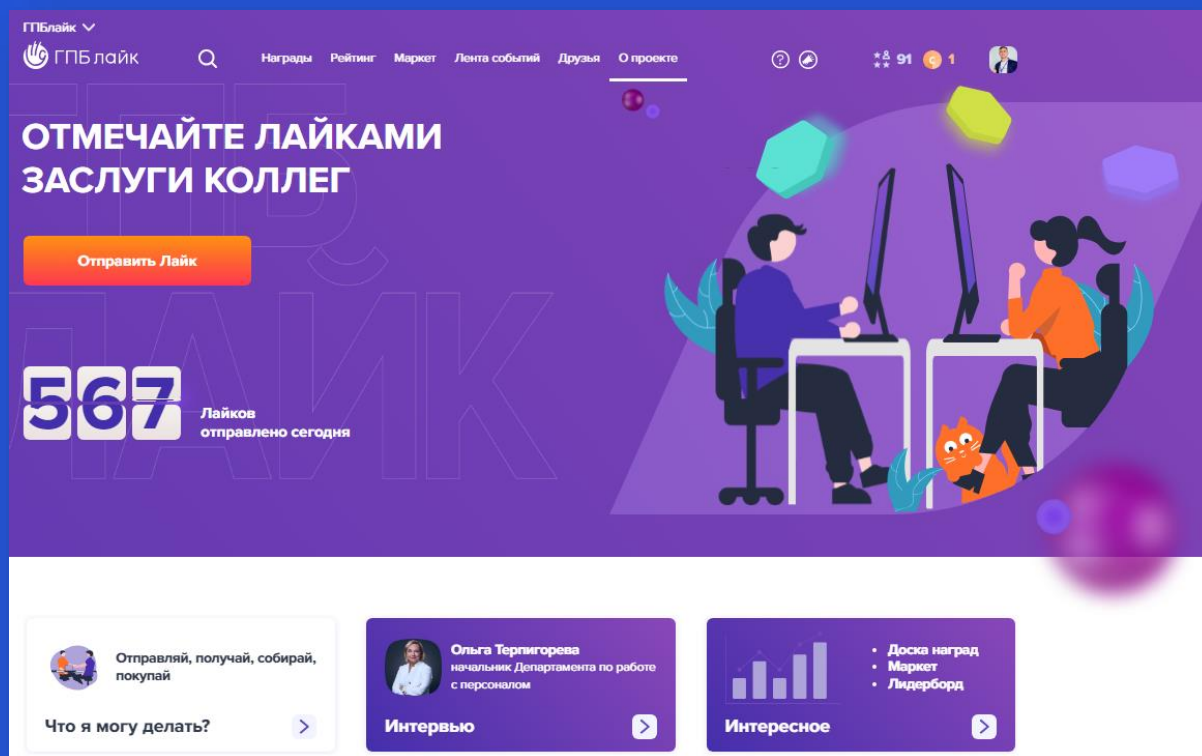 ГПБлайк
ГПБ лайк
Награды Рейтинг Маркет Лента событий Друзья О проекте
? 91 С 1
ГПБ
ЛАЙК
ОТМЕЧАЙТЕ ЛАЙКАМИ
ЗАСЛУГИ КОЛЛЕГ
Отправить Лайк
567
Лайков
отправлено сегодня
Отправляй, получай, собирай,
покупай
Что я могу делать?
Ольга Терпигорева
начальник Департамента по работе
с персоналом
Интервью
• Доска наград
• Маркет
• Лидерборд
Интересное